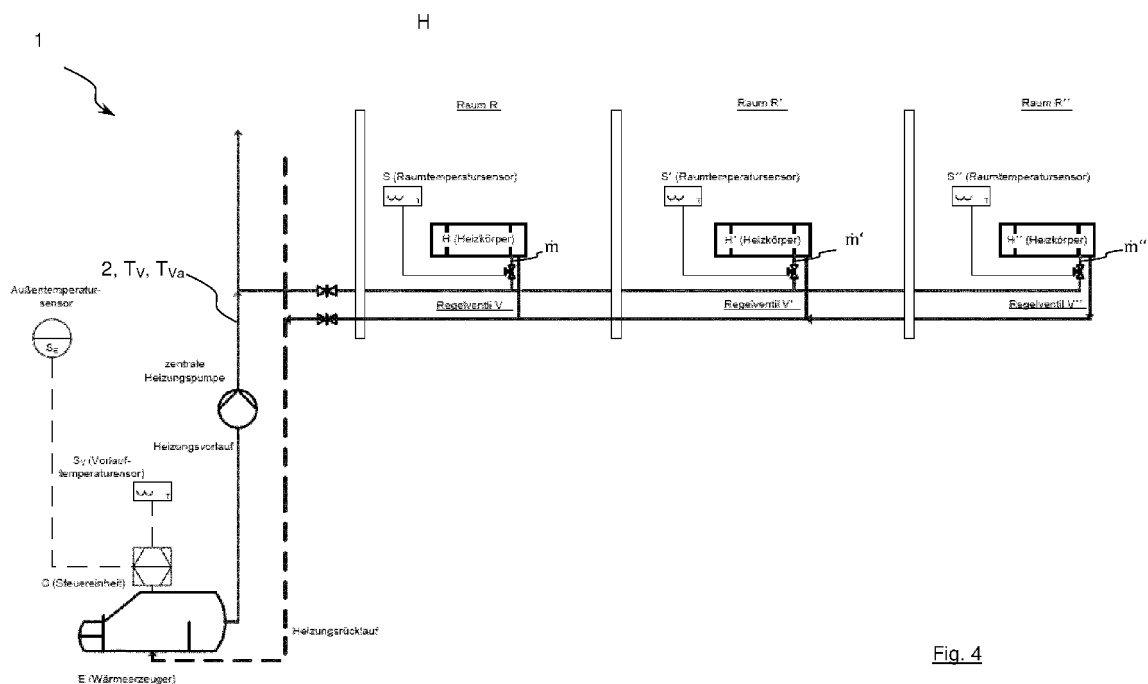 H
1
Raum R
Raum R'
Raum R''
S (Raumtemperatursensor)
S' (Raumtemperatursensor)
S'' (Raumtemperatursensor)
T
T
T
H (Heizkörper)
H' (Heizkörper)
H'' (Heizkörper)
ṁ
ṁ'
ṁ''
2, TV, TVa
Regelventil V
Regelventil V'
Regelventil V''
Außentemperatur-
sensor
SE
zentrale
Heizungspumpe
Heizungsvorlauf
SV (Vorlauf-
temperatursensor)
T
C (Steuereinheit)
Heizungsrücklauf
E (Wärmeerzeuger)
Fig. 4